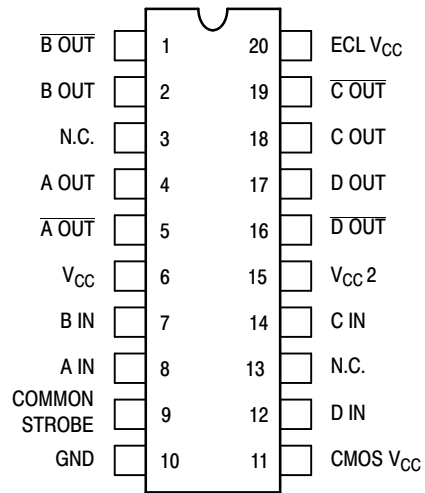 B OUT 1 20 ECL VCC
B OUT 2 19 C OUT
N.C. 3 18 C OUT
A OUT 4 17 D OUT
A OUT 5 16 D OUT
VCC 6 15 VCC 2
B IN 7 14 C IN
A IN 8 13 N.C.
COMMON
STROBE 9 12 D IN
GND 10 11 CMOS VCC